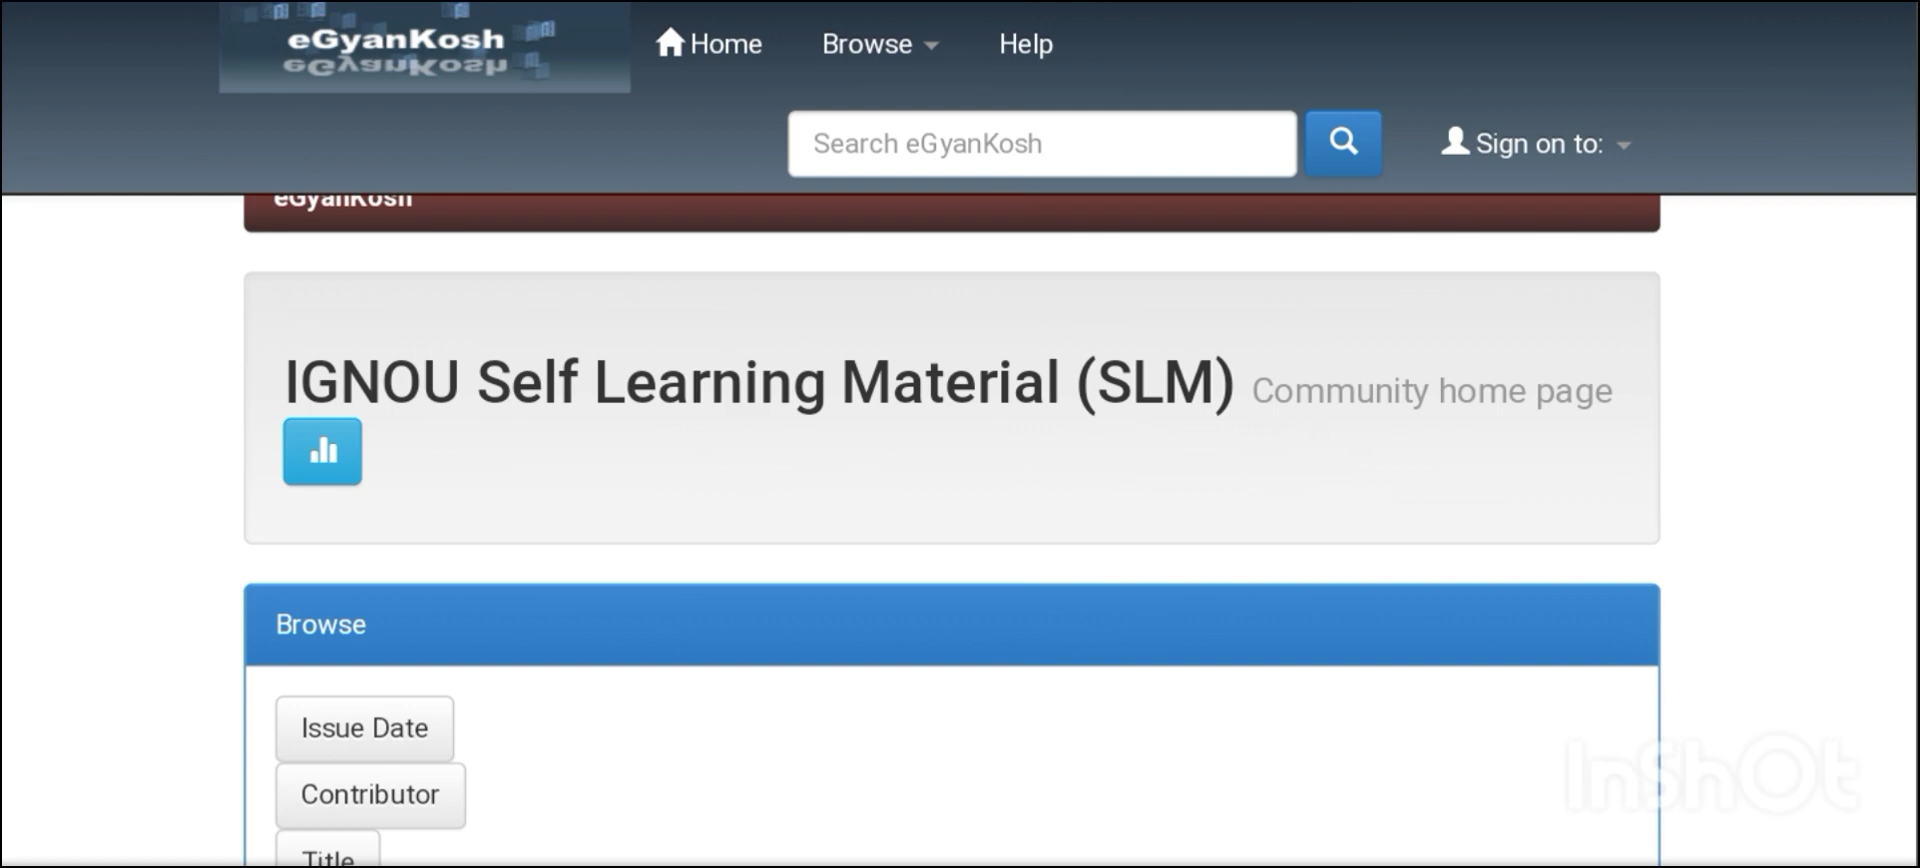 eGyanKosh
Home
Browse
Help
Search eGyanKosh
Sign on to:
eGyanKosh
IGNOU Self Learning Material (SLM) Community home page
Browse
Issue Date
Contributor
Title
InShOt